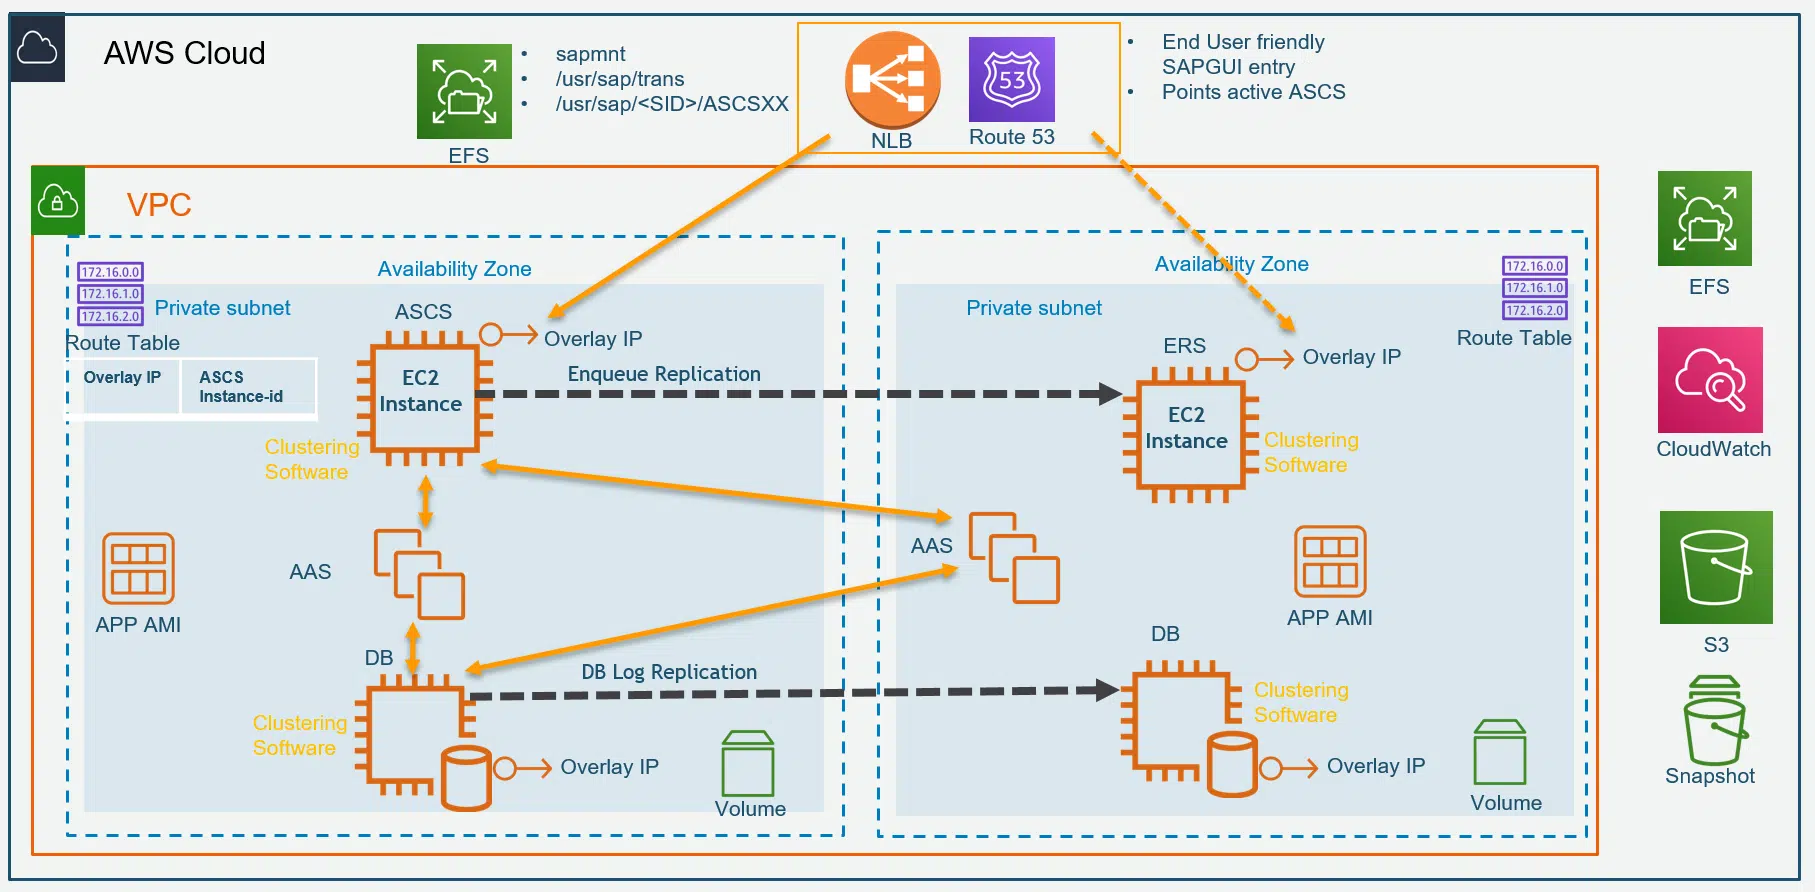 AWS Cloud
EFS
• sapmnt
• /usr/sap/trans
• /usr/sap/<SID>/ASCSXX
NLB
53
Route 53
• End User friendly
SAPGUI entry
• Points active ASCS
VPC
Availability Zone
172.16.0.0
172.16.1.0
172.16.2.0
Private subnet
Route Table
Overlay IP
ASCS
Instance-id
ASCS
EC2
Instance
Overlay IP
Clustering
Software
Enqueue Replication
AAS
APP AMI
DB
Clustering
Software
Overlay IP
DB Log Replication
Volume
Availability Zone
Private subnet
172.16.0.0
172.16.1.0
172.16.2.0
Route Table
ERS
EC2
Instance
Overlay IP
Clustering
Software
AAS
APP AMI
DB
Clustering
Software
Overlay IP
Volume
EFS
CloudWatch
S3
Snapshot